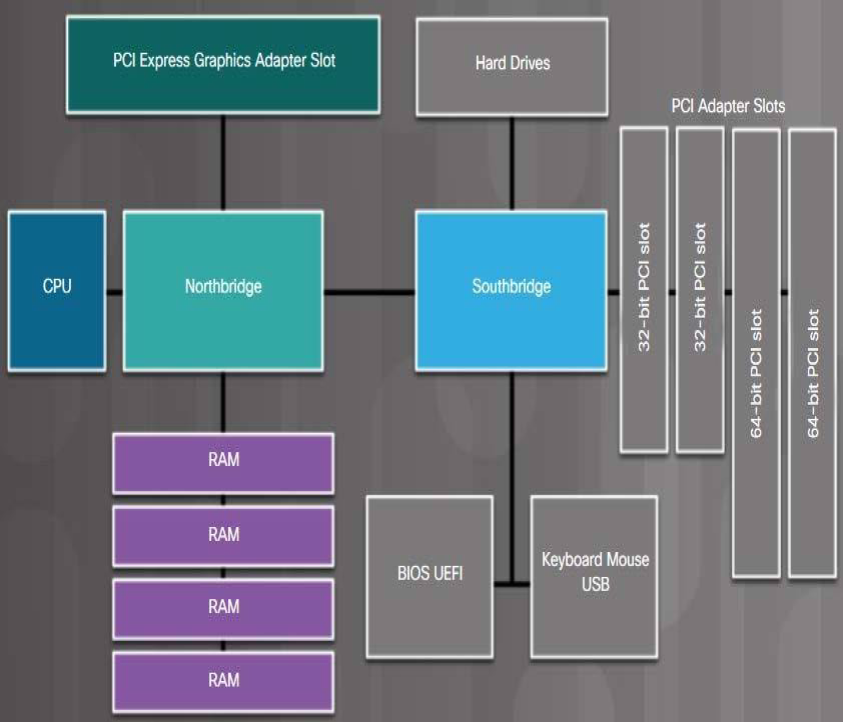 PCI Express Graphics Adapter Slot
Hard Drives
PCI Adapter Slots
CPU
Northbridge
Southbridge
32-bit PCI slot
32-bit PCI slot
64-bit PCI slot
64-bit PCI slot
RAM
RAM
RAM
RAM
BIOS UEFI
Keyboard Mouse
USB